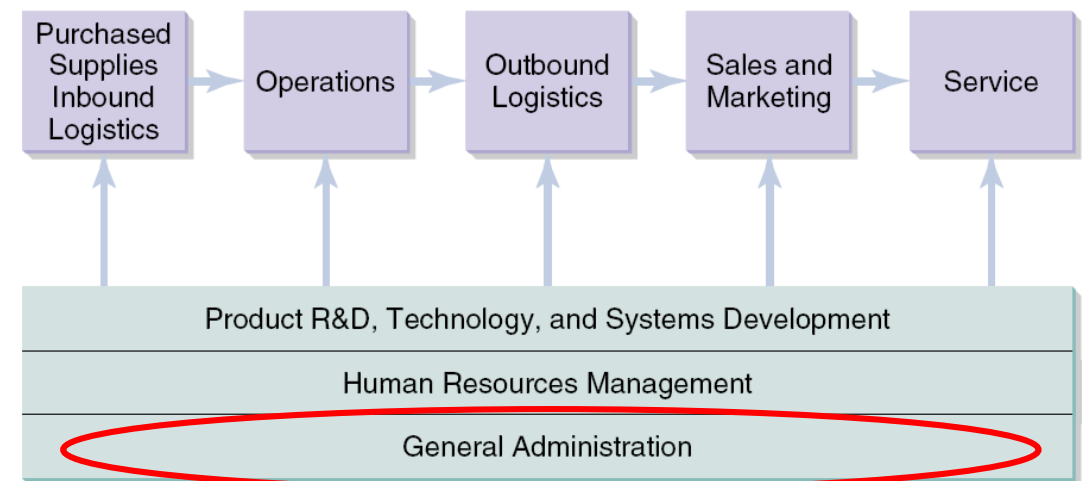 Purchased
Supplies
Inbound
Logistics
Operations
Outbound
Logistics
Sales and
Marketing
Service
Product R&D, Technology, and Systems Development
Human Resources Management
General Administration